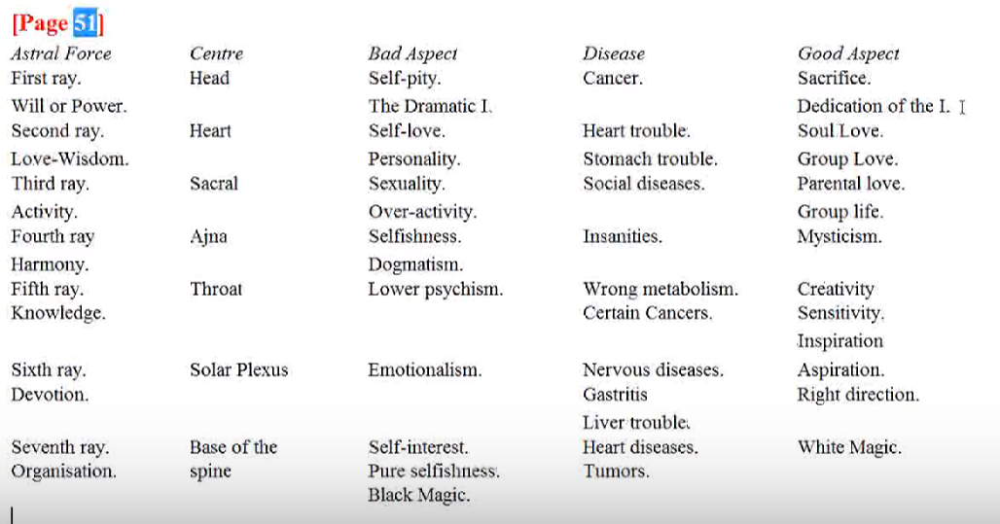 [Page 51]
Astral Force Centre Bad Aspect Disease Good Aspect
First ray. Head Self-pity. Cancer. Sacrifice.
Will or Power. The Dramatic I. Dedication of the I.
Second ray. Heart Self-love. Heart trouble. Soul Love.
Love-Wisdom. Personality. Stomach trouble. Group Love.
Third ray. Sacral Sexuality. Social diseases. Parental love.
Activity. Over-activity. Group life.
Fourth ray Ajna Selfishness. Insanities. Mysticism.
Harmony. Dogmatism.
Fifth ray. Throat Lower psychism. Wrong metabolism. Creativity
Knowledge. Certain Cancers. Sensitivity.
Inspiration
Sixth ray. Solar Plexus Emotionalism. Nervous diseases. Aspiration.
Devotion. Gastritis Right direction.
Liver trouble.
Seventh ray. Base of the Self-interest. Heart diseases. White Magic.
Organisation. spine Pure selfishness. Tumors.
Black Magic.